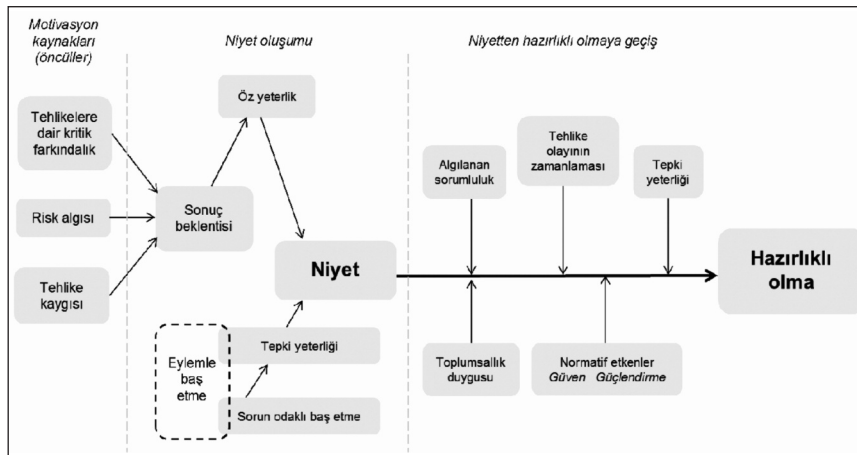 Motivasyon
kaynakları
(öncüller)
Niyet oluşumu
Niyetten hazırlıklı olmaya geçiş
Tehlikelere
dair kritik
farkındalık
Risk algısı
Tehlike
kaygısı
Öz yeterlik
Sonuç
beklentisi
Niyet
Eylemle
baş
etme
Tepki yeterliği
Sorun odaklı baş etme
Algılanan
sorumluluk
Tehlike
olayının
zamanlaması
Tepki
yeterliği
Toplumsallık
duygusu
Normatif etkenler
Güven Güçlendirme
Hazırlıklı
olma